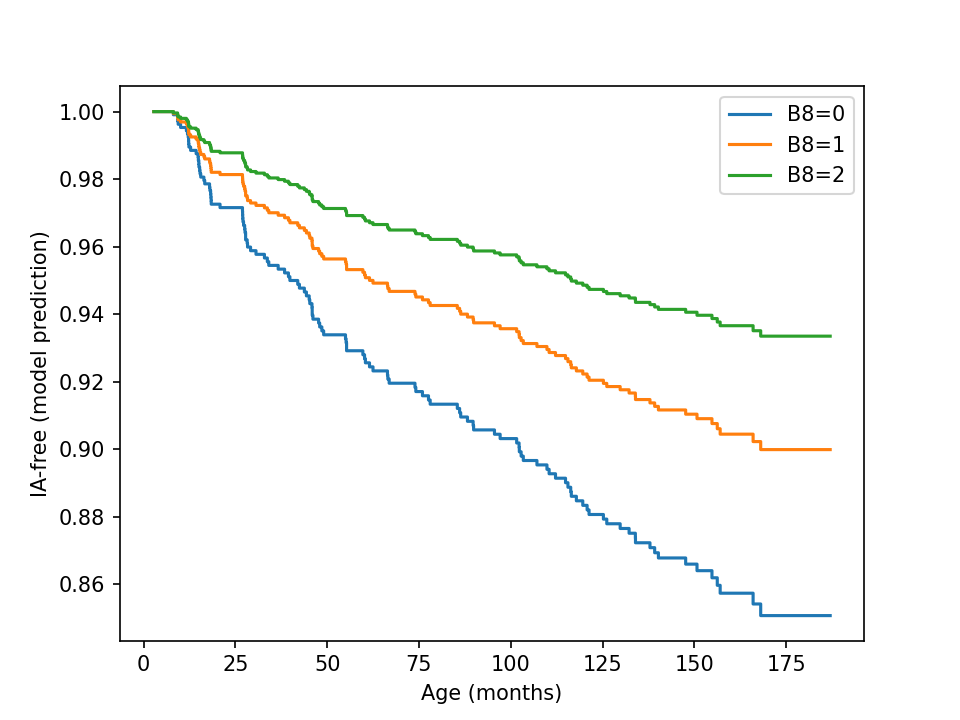 B8=0
B8=1
B8=2
IA-free (model prediction)
1.00
0.98
0.96
0.94
0.92
0.90
0.88
0.86
0 25 50 75 100 125 150 175
Age (months)